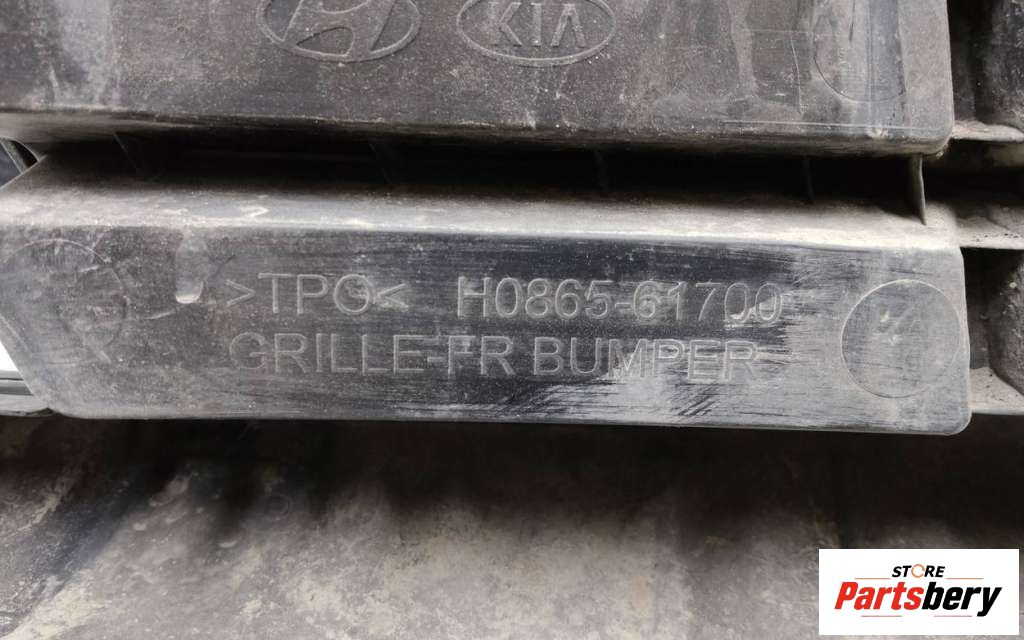 KIA
>TPO< H0865-61700
GRILLE-FR BUMPER
STORE
Partsbery